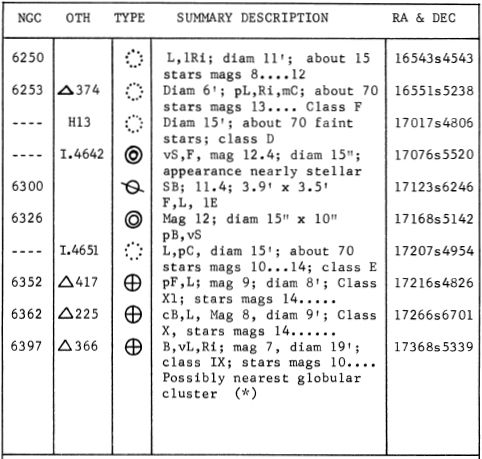 NGC OTH TYPE SUMMARY DESCRIPTION RA & DEC
6250 L,lRi; diam 11'; about 15 16543s4543
stars mags 8....12
6253 △374 Diam 6'; pL,Ri,mC; about 70 16551s5238
stars mags 13.... Class F
---- H13 Diam 15'; about 70 faint 17017s4806
stars; class D
---- I.4642 vS,F, mag 12.4; diam 15"; 17076s5520
appearance nearly stellar
6300 SB; 11.4; 3.9' x 3.5' 17123s6246
F,L, lE
6326 Mag 12; diam 15" x 10" 17168s5142
pB,vS
---- I.4651 L,pC, diam 15'; about 70 17207s4954
stars mags 10...14; class E
6352 △417 pF,L; mag 9; diam 8'; Class 17216s4826
X1; stars mags 14.....
6362 △225 cB,L, Mag 8, diam 9'; Class 17266s6701
X, stars mags 14......
6397 △366 B,vL,Ri; mag 7, diam 19'; 17368s5339
class IX; stars mags 10....
Possibly nearest globular
cluster (*)